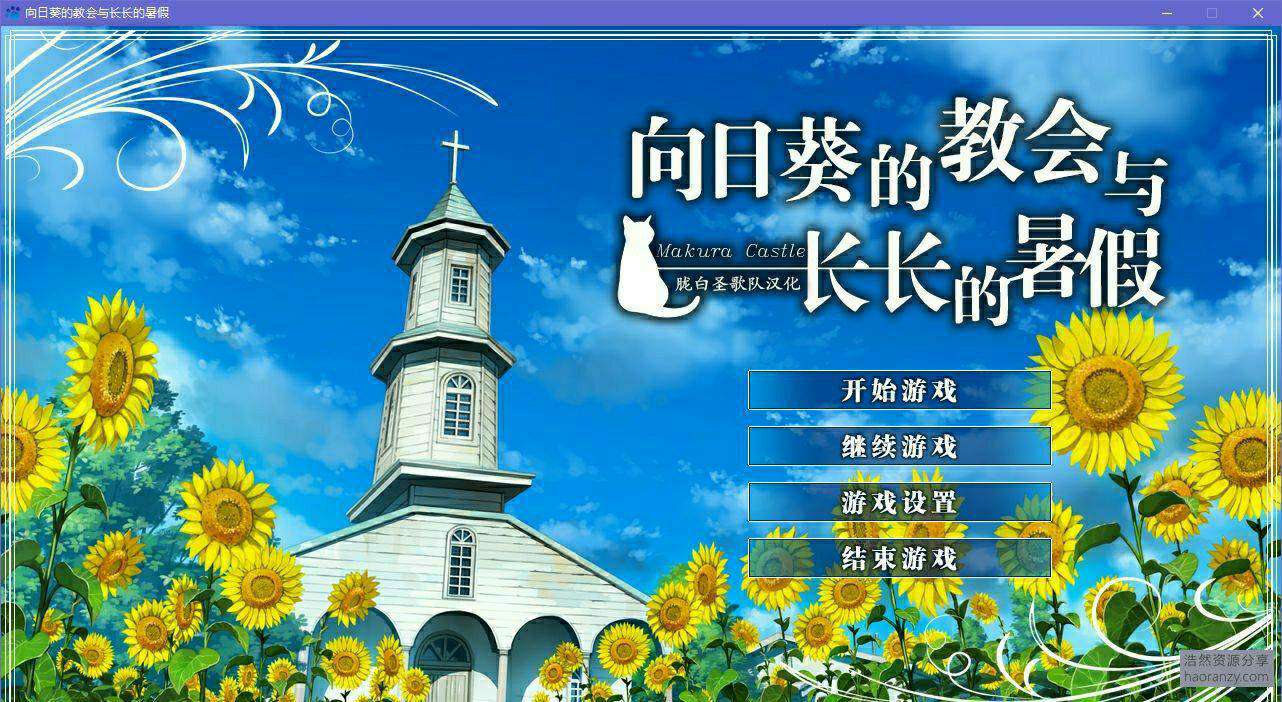 向日葵的教会与长长的暑假
向日葵的教会与
Makura Castle
胧白圣歌队汉化
长长的暑假
开始游戏
继续游戏
游戏设置
结束游戏
浩然资源分享
haoranzy.com